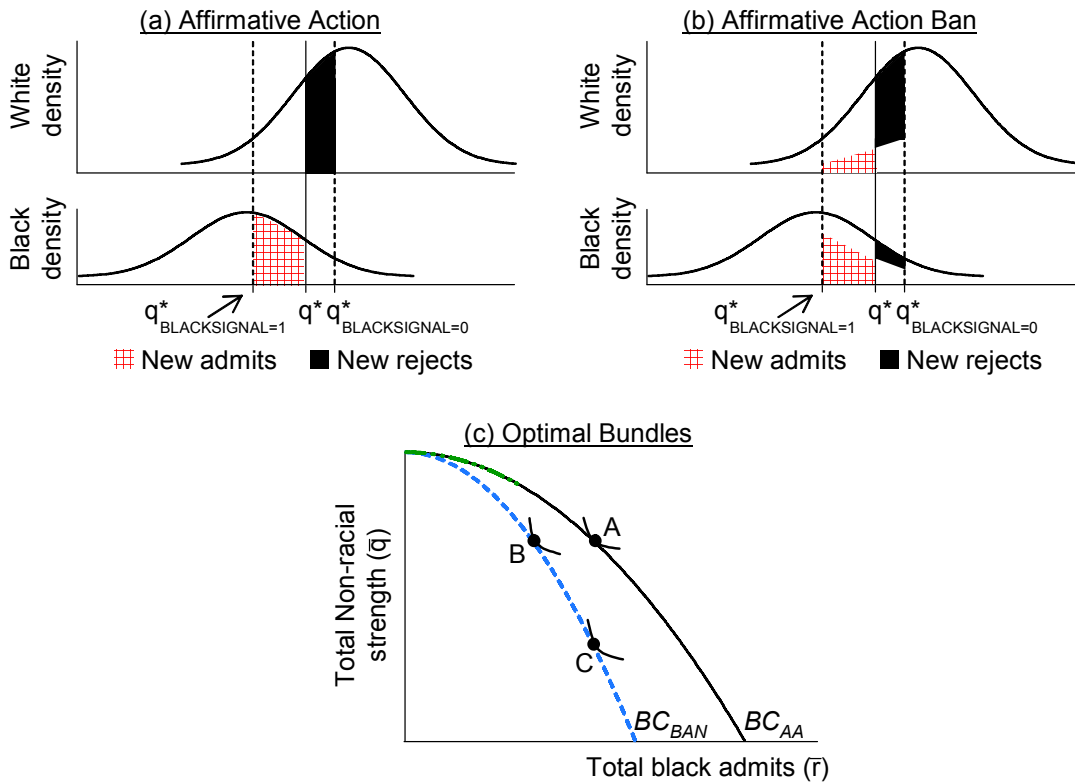 (a) Affirmative Action
White
density
Black
density
q*BLACKSIGNAL=1
q*
q*BLACKSIGNAL=0
New admits
New rejects
(b) Affirmative Action Ban
White
density
Black
density
q*BLACKSIGNAL=1
q*
q*BLACKSIGNAL=0
New admits
New rejects
(c) Optimal Bundles
Total Non-racial
strength (q̅)
A
B
C
BC_BAN
BC_AA
Total black admits (r̅)